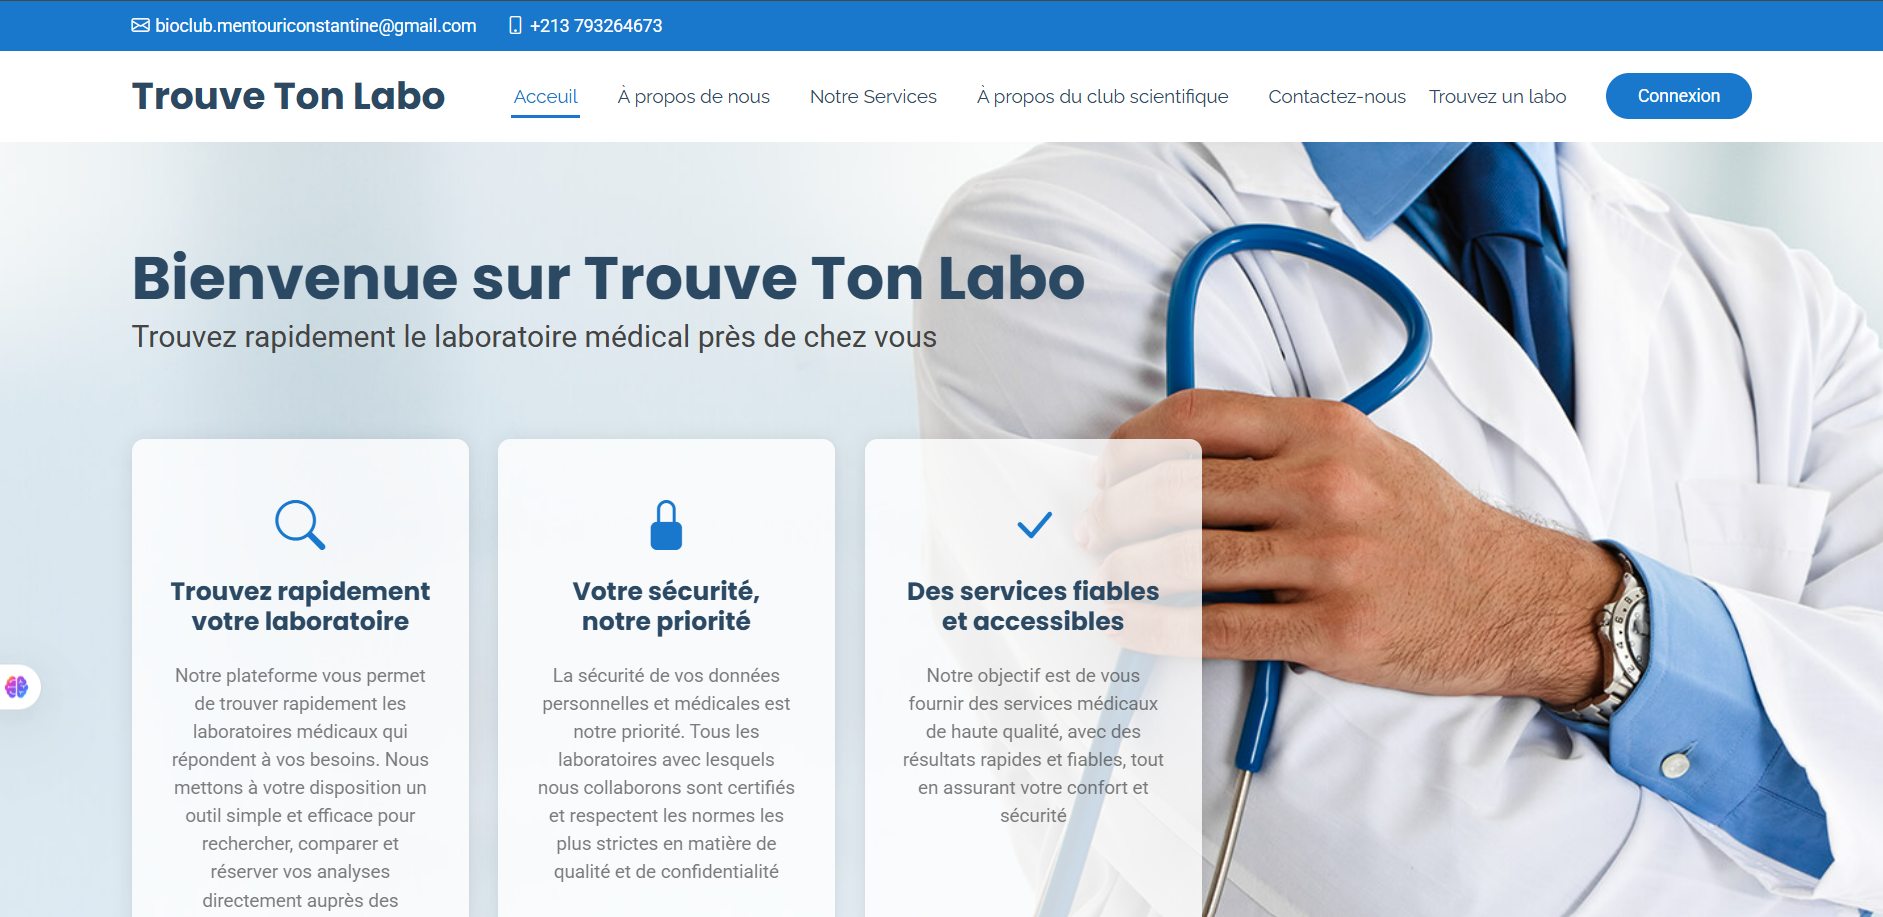 bioclub.mentouriconstantine@gmail.com +213 793264673
Trouve Ton Labo Acceuil À propos de nous Notre Services À propos du club scientifique Contactez-nous Trouvez un labo Connexion
Bienvenue sur Trouve Ton Labo
Trouvez rapidement le laboratoire médical près de chez vous
Trouvez rapidement
votre laboratoire
Notre plateforme vous permet
de trouver rapidement les
laboratoires médicaux qui
répondent à vos besoins. Nous
mettons à votre disposition un
outil simple et efficace pour
rechercher, comparer et
réserver vos analyses
directement auprès des
Votre sécurité,
notre priorité
La sécurité de vos données
personnelles et médicales est
notre priorité. Tous les
laboratoires avec lesquels
nous collaborons sont certifiés
et respectent les normes les
plus strictes en matière de
qualité et de confidentialité
Des services fiables
et accessibles
Notre objectif est de vous
fournir des services médicaux
de haute qualité, avec des
résultats rapides et fiables, tout
en assurant votre confort et
sécurité